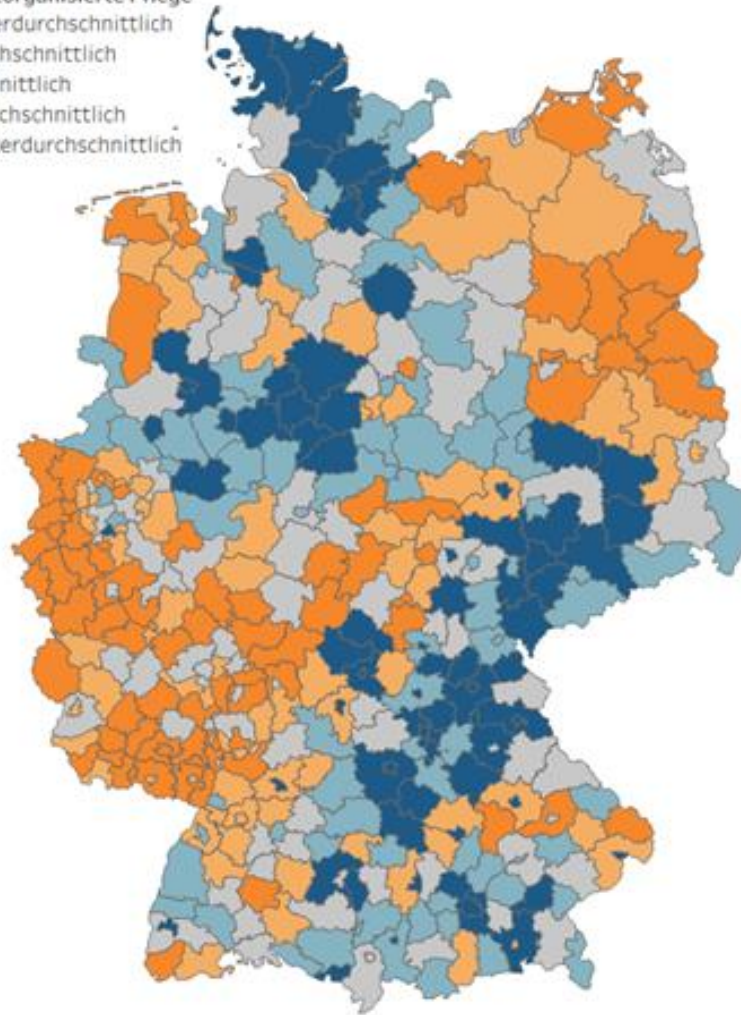 organisierte Pflege
erdurchschnittlich
hschnittlich
nittlich
chschnittlich
erdurchschnittlich